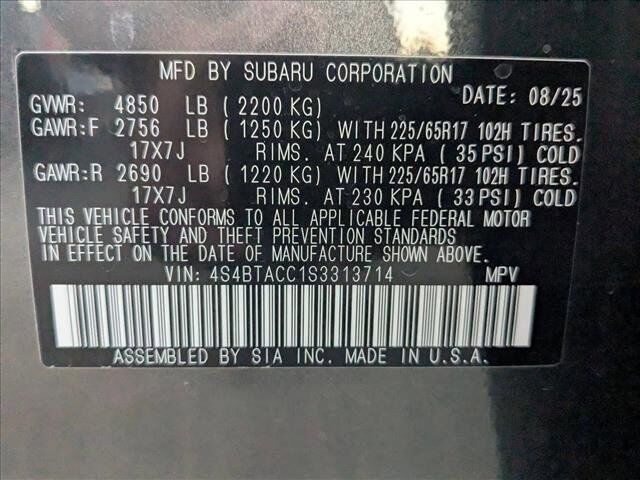 MFD BY SUBARU CORPORATION
DATE: 08/25
GVWR: 4850 LB (2200 KG)
GAWR:F 2756 LB (1250 KG) WITH 225/65R17 102H TIRES.
17X7J RIMS. AT 240 KPA (35 PSI) COLD
GAWR:R 2690 LB (1220 KG) WITH 225/65R17 102H TIRES.
17X7J RIMS. AT 230 KPA (33 PSI) COLD
THIS VEHICLE CONFORMS TO ALL APPLICABLE FEDERAL MOTOR
VEHICLE SAFETY AND THEFT PREVENTION STANDARDS
IN EFFECT ON THE DATE OF MANUFACTURE SHOWN ABOVE.
VIN: 4S4BTACC1S3313714 MPV
ASSEMBLED BY SIA INC. MADE IN U.S.A.